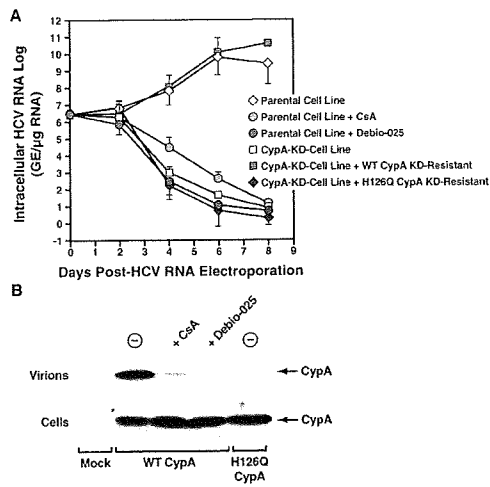 A
Intracellular HCV RNA Log
(GE/µg RNA)
12
11
10
9
8
7
6
5
4
3
2
1
0
-1
0 1 2 3 4 5 6 7 8 9
Days Post-HCV RNA Electroporation
Parental Cell Line
Parental Cell Line + CsA
Parental Cell Line + Debio-025
CypA-KD-Cell Line
CypA-KD-Cell Line + WT CypA KD-Resistant
CypA-KD-Cell Line + H126Q CypA KD-Resistant
B
− + CsA + Debio-025 −
Virions ← CypA
Cells ← CypA
Mock WT CypA H126Q
CypA